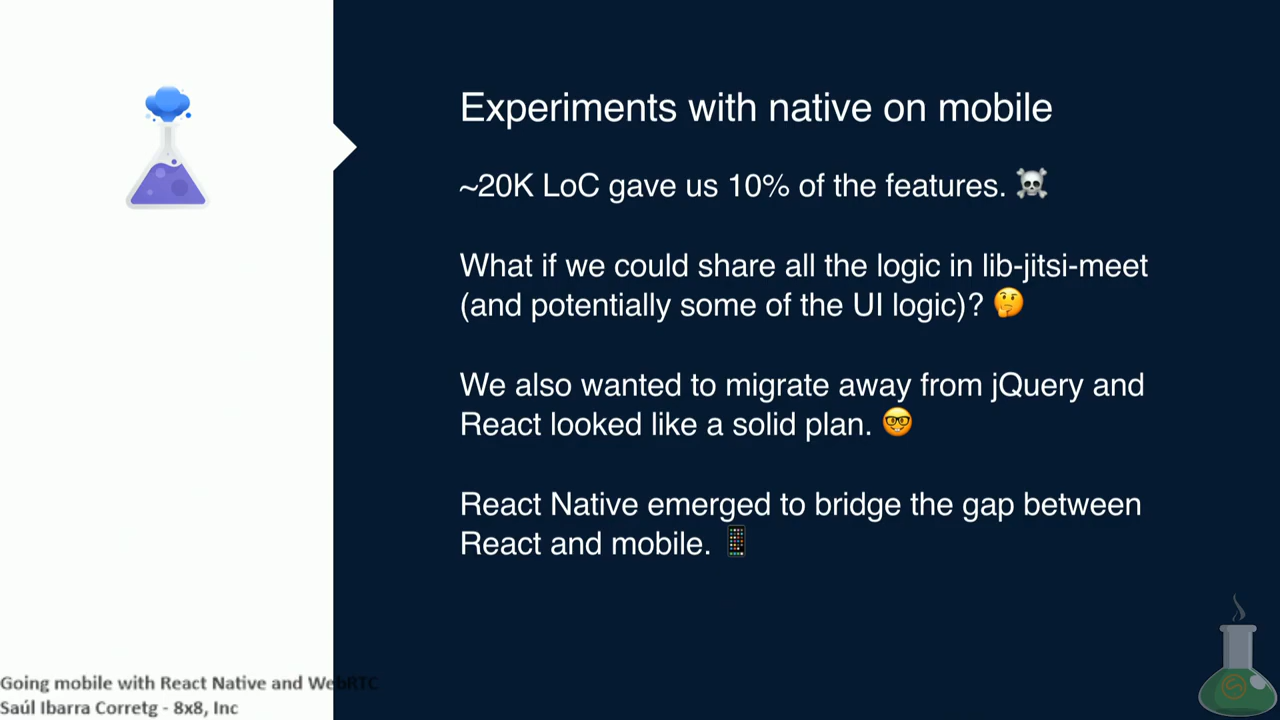 Experiments with native on mobile
~20K LoC gave us 10% of the features. ☠️
What if we could share all the logic in lib-jitsi-meet
(and potentially some of the UI logic)? 🤔
We also wanted to migrate away from jQuery and
React looked like a solid plan. 🤓
React Native emerged to bridge the gap between
React and mobile. 📱
Going mobile with React Native and WebRTC
Saúl Ibarra Corretg - 8x8, Inc